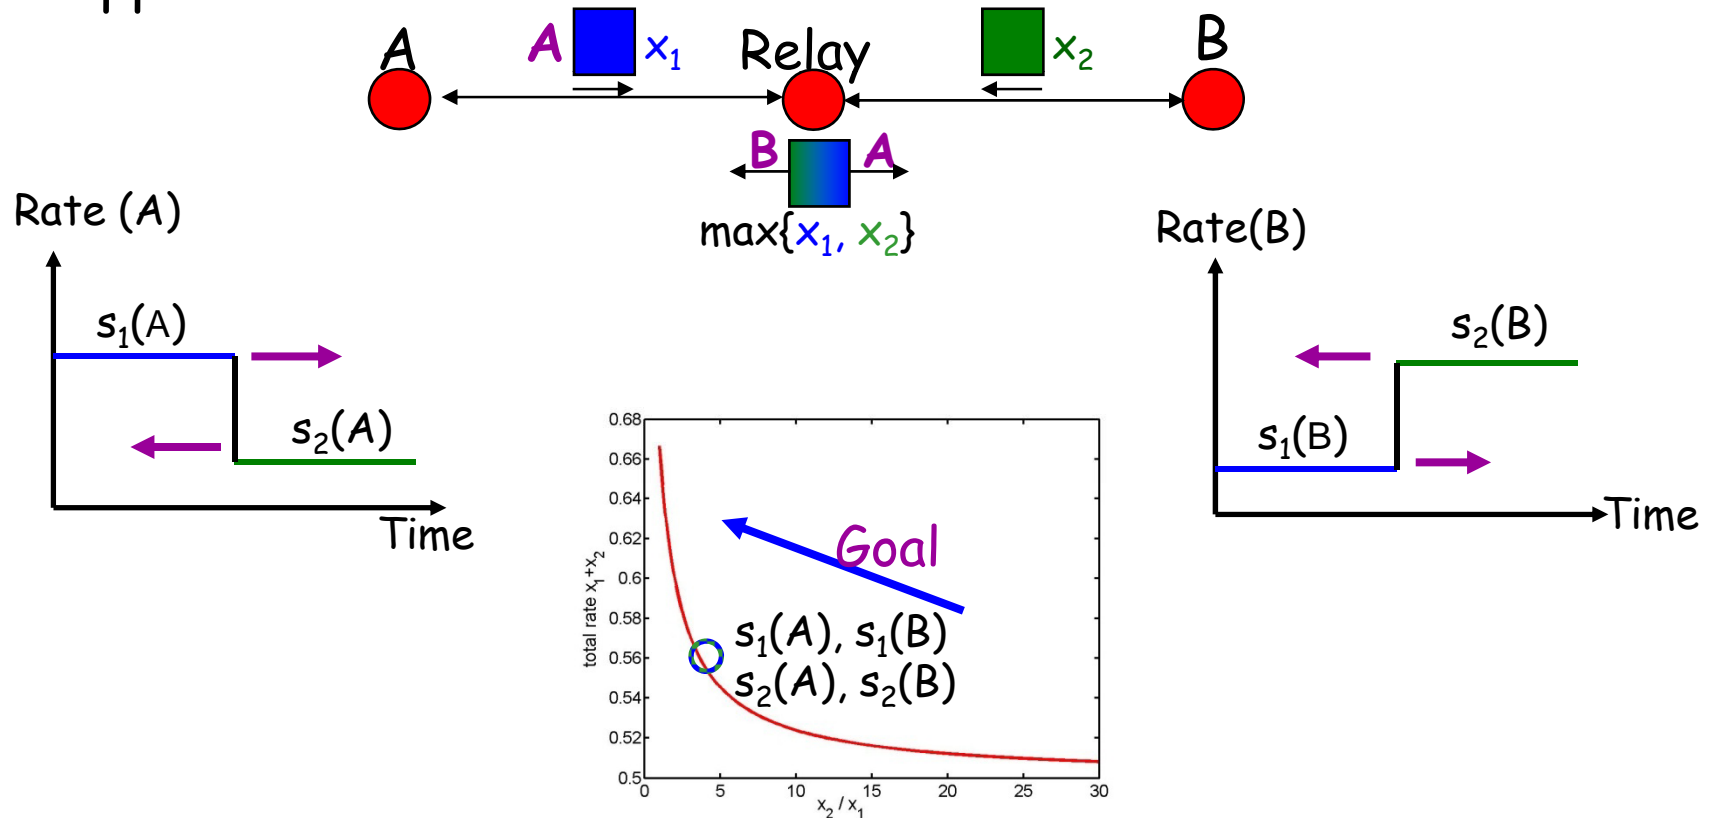 A
A x₁
Relay
x₂
B
B A
max{x₁, x₂}
Rate (A)
s₁(A)
s₂(A)
Time
Rate(B)
s₂(B)
s₁(B)
Time
0.68
0.66
0.64
0.62
0.6
0.58
0.56
0.54
0.52
0.5
total rate x₁+x₂
Goal
s₁(A), s₁(B)
s₂(A), s₂(B)
0 5 10 15 20 25 30
x₂ / x₁